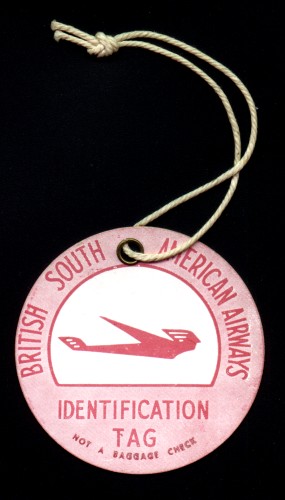 BRITISH SOUTH AMERICAN AIRWAYS
IDENTIFICATION
TAG
NOT A BAGGAGE CHECK